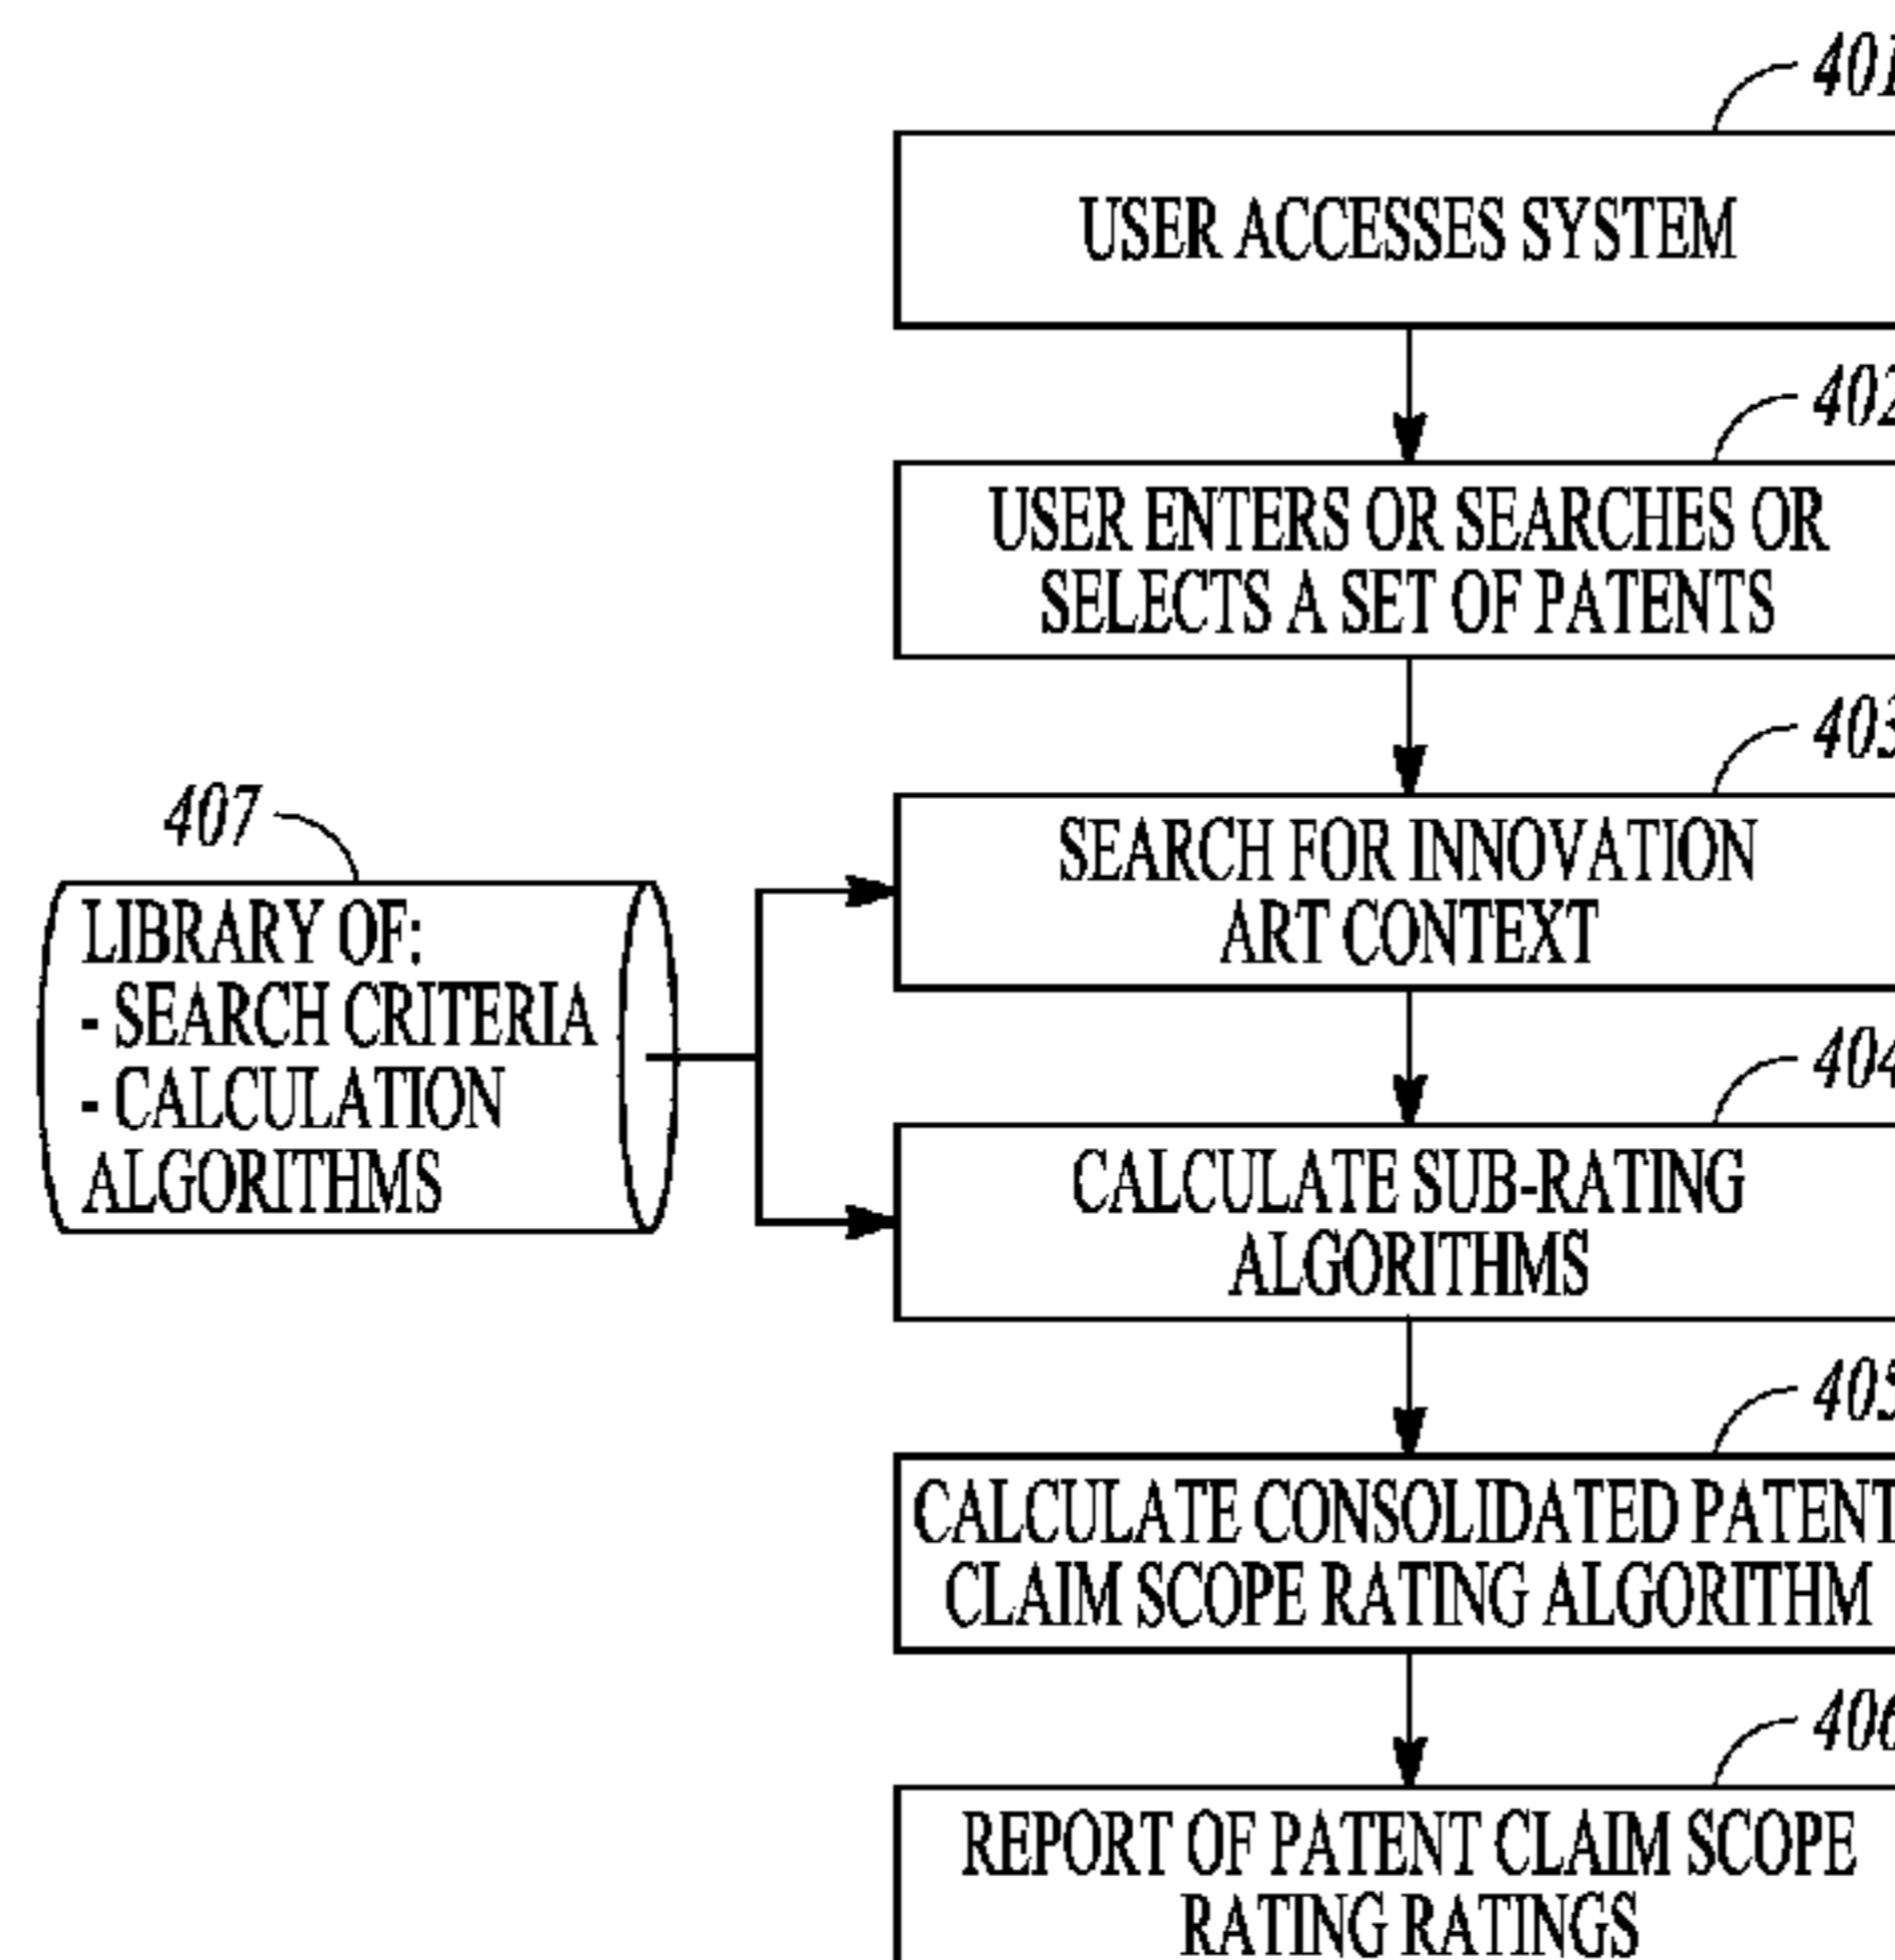 401
USER ACCESSES SYSTEM
402
USER ENTERS OR SEARCHES OR
SELECTS A SET OF PATENTS
403
407
SEARCH FOR INNOVATION
ART CONTEXT
LIBRARY OF:
- SEARCH CRITERIA
- CALCULATION
ALGORITHMS
404
CALCULATE SUB-RATING
ALGORITHMS
405
CALCULATE CONSOLIDATED PATENT
CLAIM SCOPE RATING ALGORITHM
406
REPORT OF PATENT CLAIM SCOPE
RATING RATINGS